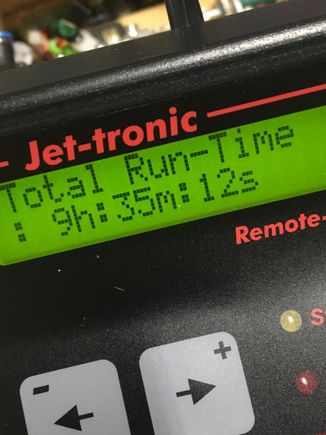 Jet-tronic
Total Run-Time
: 9h:35m:12s
Remote-
S
-
+